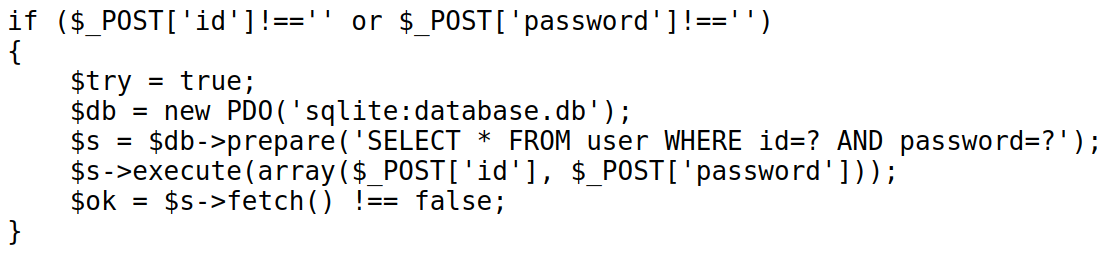 if ($_POST['id']!=='' or $_POST['password']!=='')
{
    $try = true;
    $db = new PDO('sqlite:database.db');
    $s = $db->prepare('SELECT * FROM user WHERE id=? AND password=?');
    $s->execute(array($_POST['id'], $_POST['password']));
    $ok = $s->fetch() !== false;
}